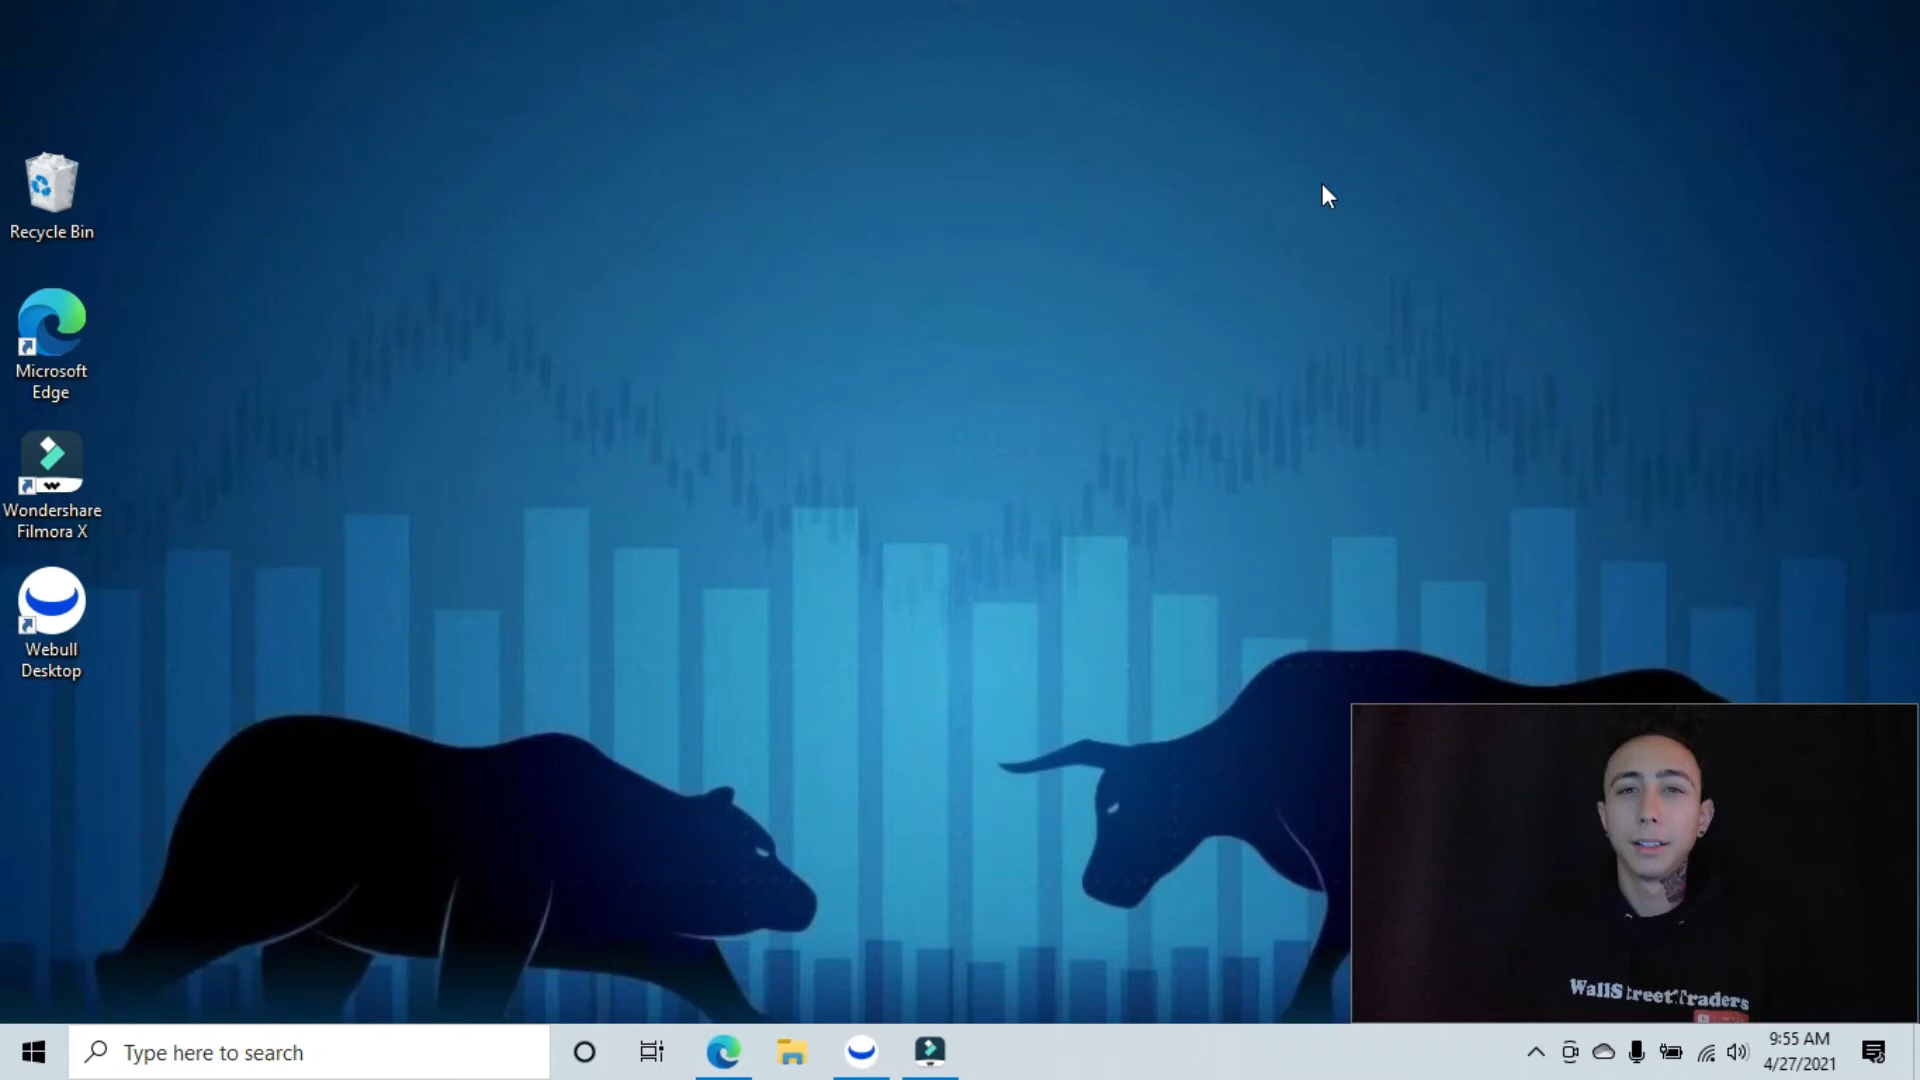 Recycle Bin
Microsoft
Edge
Wondershare
Filmora X
Webull
Desktop
WallStreetTraders
Type here to search
9:55 AM
4/27/2021